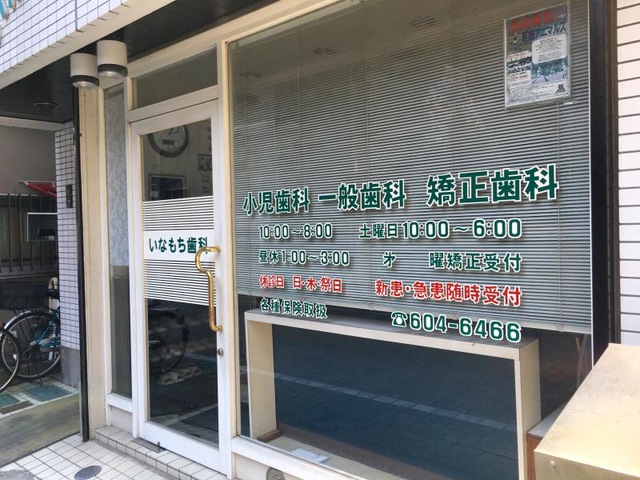 小児歯科 一般歯科 矯正歯科
10:00～8:00 土曜日10:00～6:00
昼休1:00～3:00 才 曜矯正受付
休診日 日・木・祭日 新患・急患随時受付
各種保険取扱 ☎604-6466
いなもち歯科